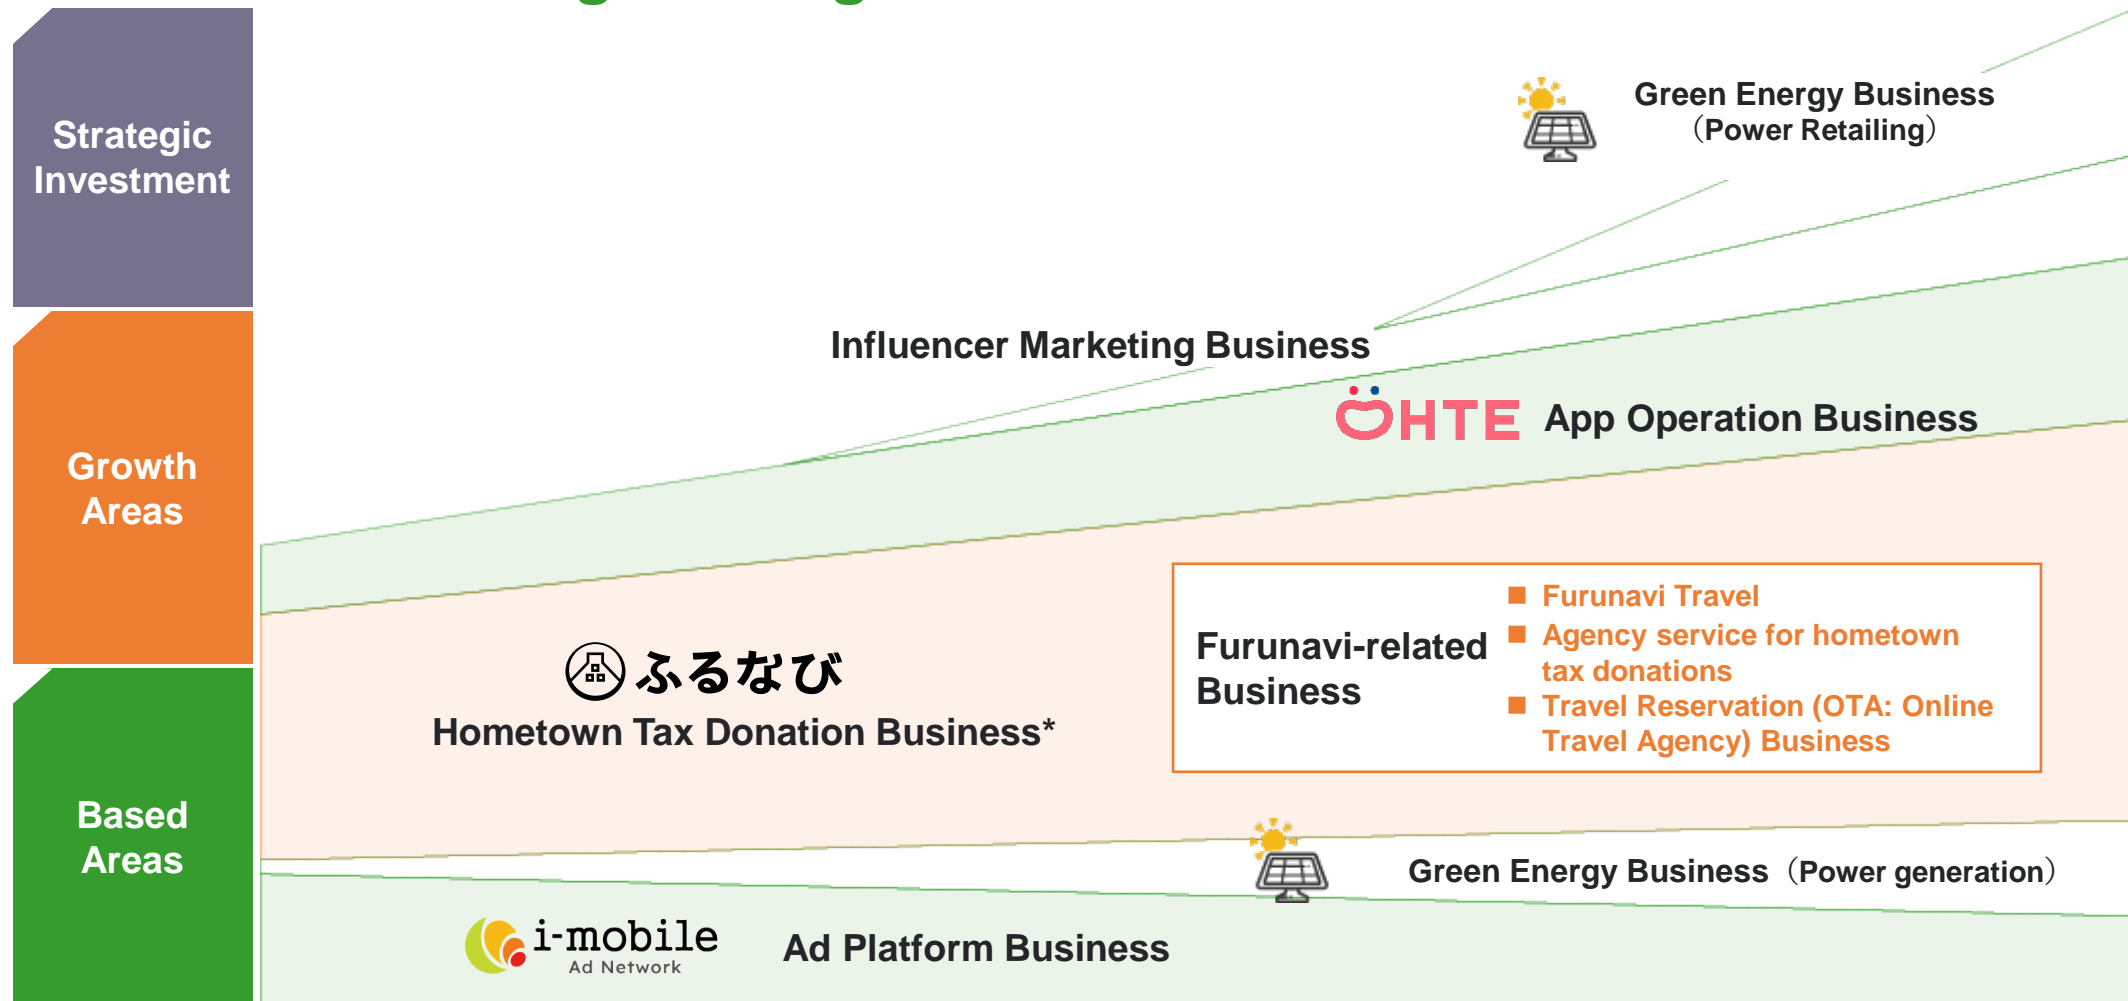 Strategic
Investment
Green Energy Business
（Power Retailing）
Influencer Marketing Business
Growth
Areas
ÖHTE App Operation Business
Furunavi-related
Business
■ Furunavi Travel
■ Agency service for hometown
tax donations
■ Travel Reservation (OTA: Online
Travel Agency) Business
ふるなび
Hometown Tax Donation Business*
Based
Areas
Green Energy Business（Power generation）
i-mobile
Ad Network
Ad Platform Business